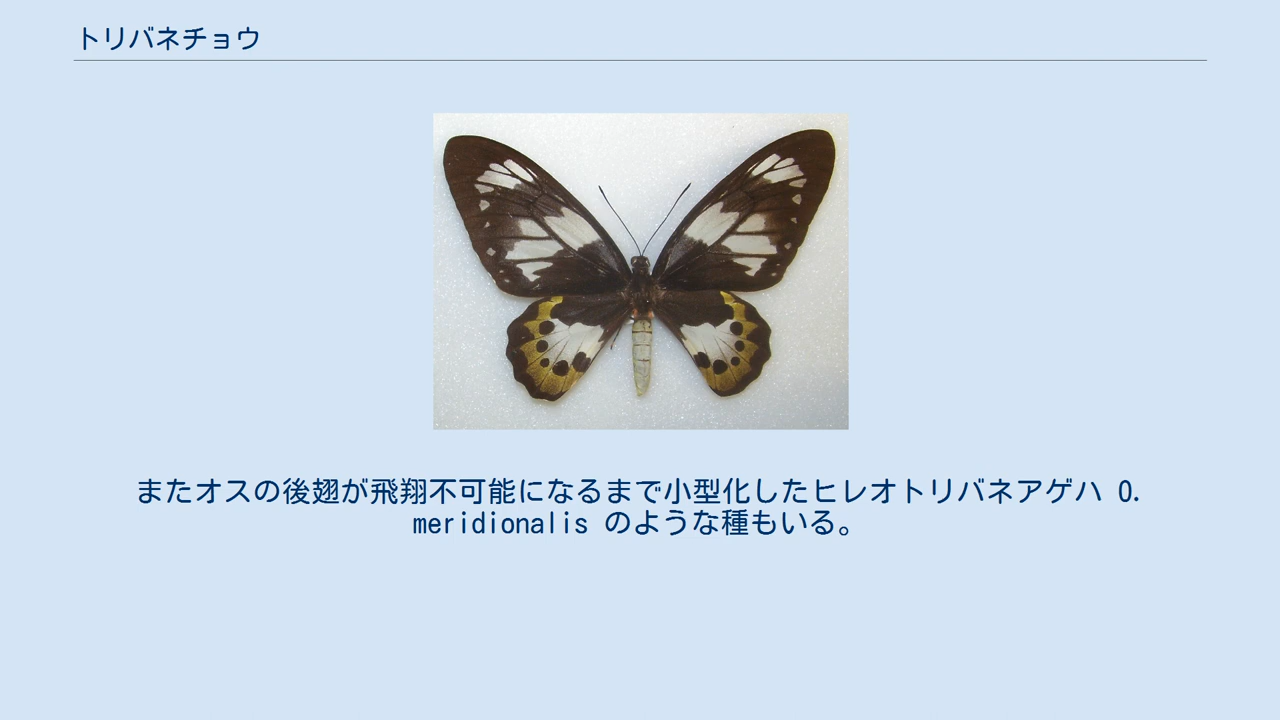 トリバネチョウ
またオスの後翅が飛翔不可能になるまで小型化したヒレオトリバネアゲハ O.
meridionalis のような種もいる。